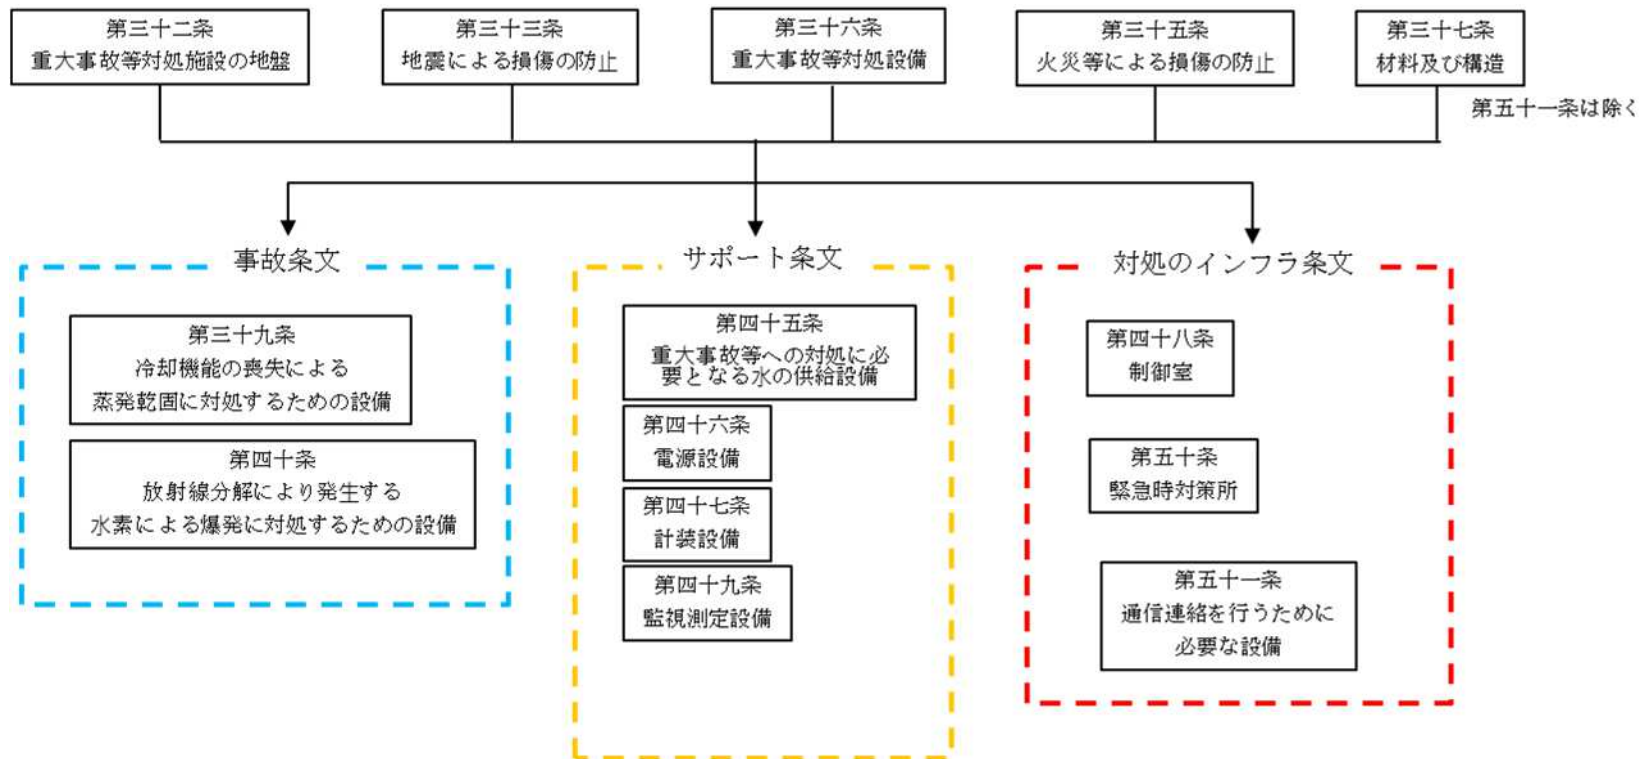 第三十二条
重大事故等対処施設の地盤
第三十三条
地震による損傷の防止
第三十六条
重大事故等対処設備
第三十五条
火災等による損傷の防止
第三十七条
材料及び構造
第五十一条は除く
事故条文
第三十九条
冷却機能の喪失による
蒸発乾固に対処するための設備
第四十条
放射線分解により発生する
水素による爆発に対処するための設備
サポート条文
第四十五条
重大事故等への対処に必
要となる水の供給設備
第四十六条
電源設備
第四十七条
計装設備
第四十九条
監視測定設備
対処のインフラ条文
第四十八条
制御室
第五十条
緊急時対策所
第五十一条
通信連絡を行うために
必要な設備